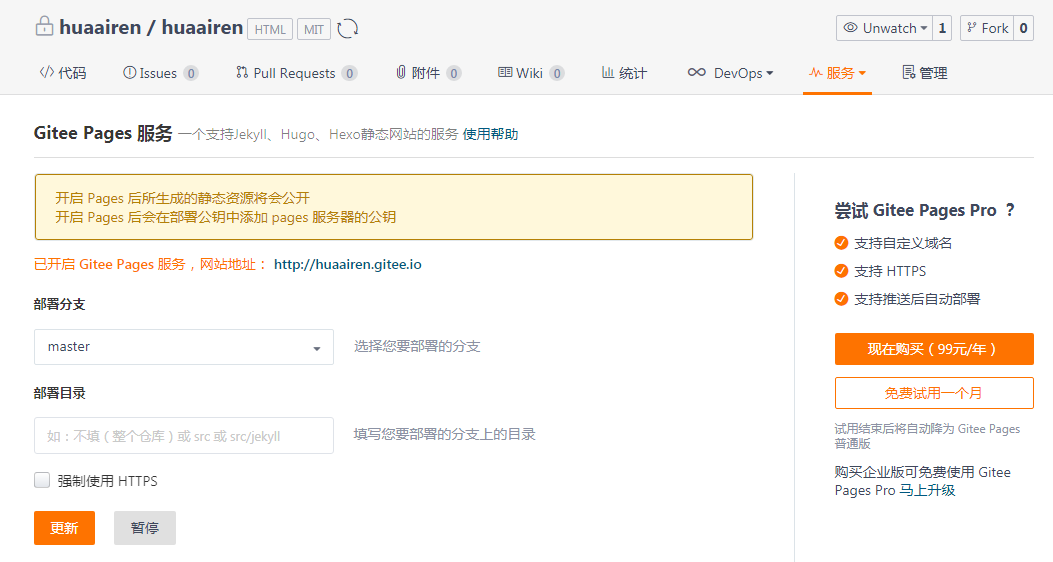 huaairen / huaairen HTML MIT
Unwatch 1 Fork 0
代码 Issues 0 Pull Requests 0 附件 0 Wiki 0 统计 DevOps 服务 管理
Gitee Pages 服务 一个支持Jekyll、Hugo、Hexo静态网站的服务 使用帮助
开启 Pages 后所生成的静态资源将会公开
开启 Pages 后会在部署公钥中添加 pages 服务器的公钥
已开启 Gitee Pages 服务，网站地址： http://huaairen.gitee.io
部署分支
master 选择您要部署的分支
部署目录
如：不填（整个仓库）或 src 或 src/jekyll 填写您要部署的分支上的目录
强制使用 HTTPS
更新 暂停
尝试 Gitee Pages Pro ？
支持自定义域名
支持 HTTPS
支持推送后自动部署
现在购买（99元/年）
免费试用一个月
试用结束后将自动降为 Gitee Pages
普通版
购买企业版可免费使用 Gitee
Pages Pro 马上升级